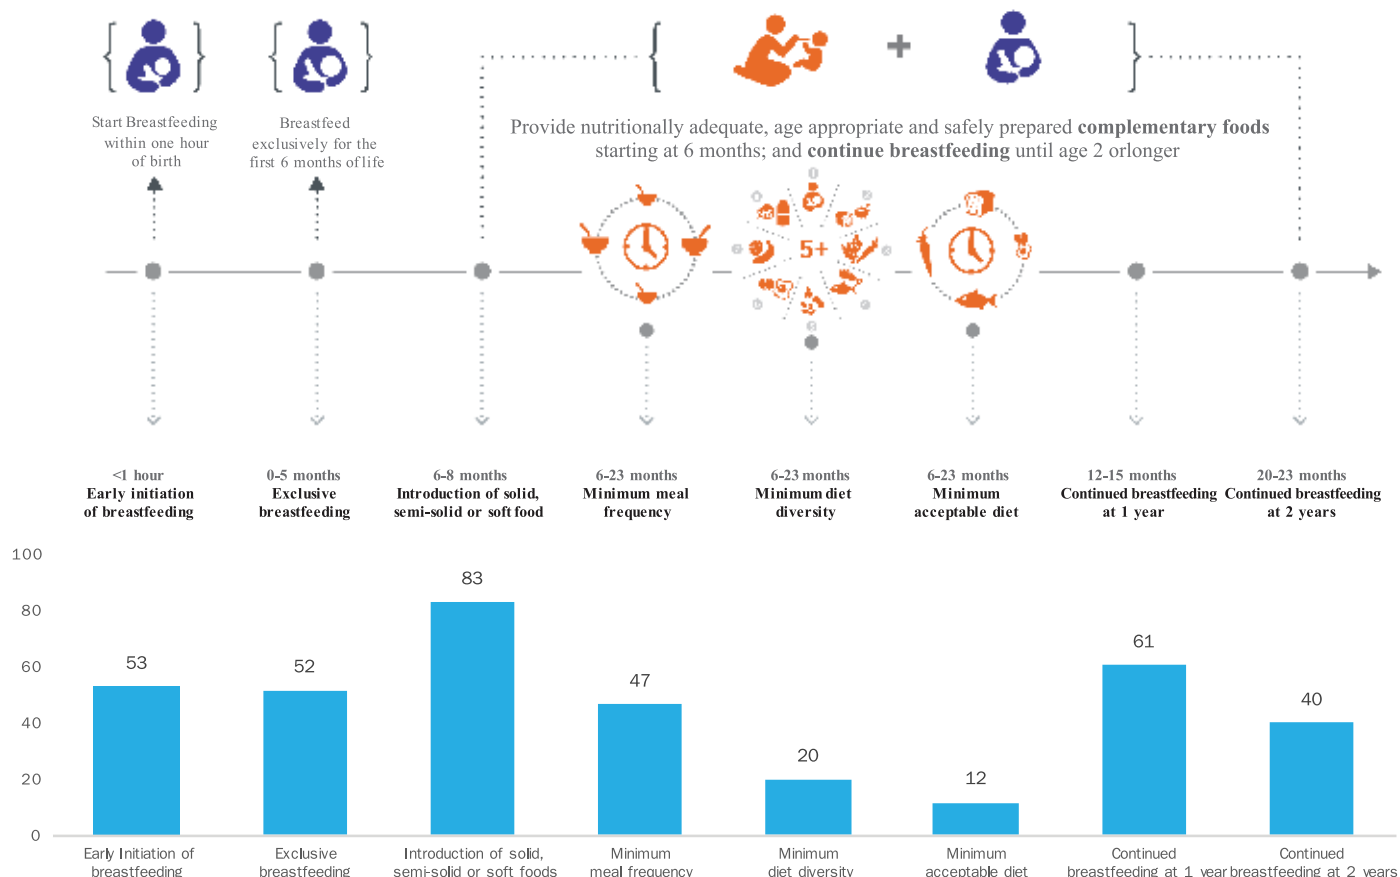 Start Breastfeeding
within one hour
of birth
Breastfeed
exclusively for the
first 6 months of life
Provide nutritionally adequate, age appropriate and safely prepared complementary foods
starting at 6 months; and continue breastfeeding until age 2 orlonger
5+
<1 hour
Early initiation
of breastfeeding
0-5 months
Exclusive
breastfeeding
6-8 months
Introduction of solid,
semi-solid or soft food
6-23 months
Minimum meal
frequency
6-23 months
Minimum diet
diversity
6-23 months
Minimum
acceptable diet
12-15 months
Continued breastfeeding
at 1 year
20-23 months
Continued breastfeeding
at 2 years
100
80
60
40
20
0
53
52
83
47
20
12
61
40
Early Initiation of
breastfeeding
Exclusive
breastfeeding
Introduction of solid,
semi-solid or soft foods
Minimum
meal frequency
Minimum
diet diversity
Minimum
acceptable diet
Continued
breastfeeding at 1 year
Continued
breastfeeding at 2 years